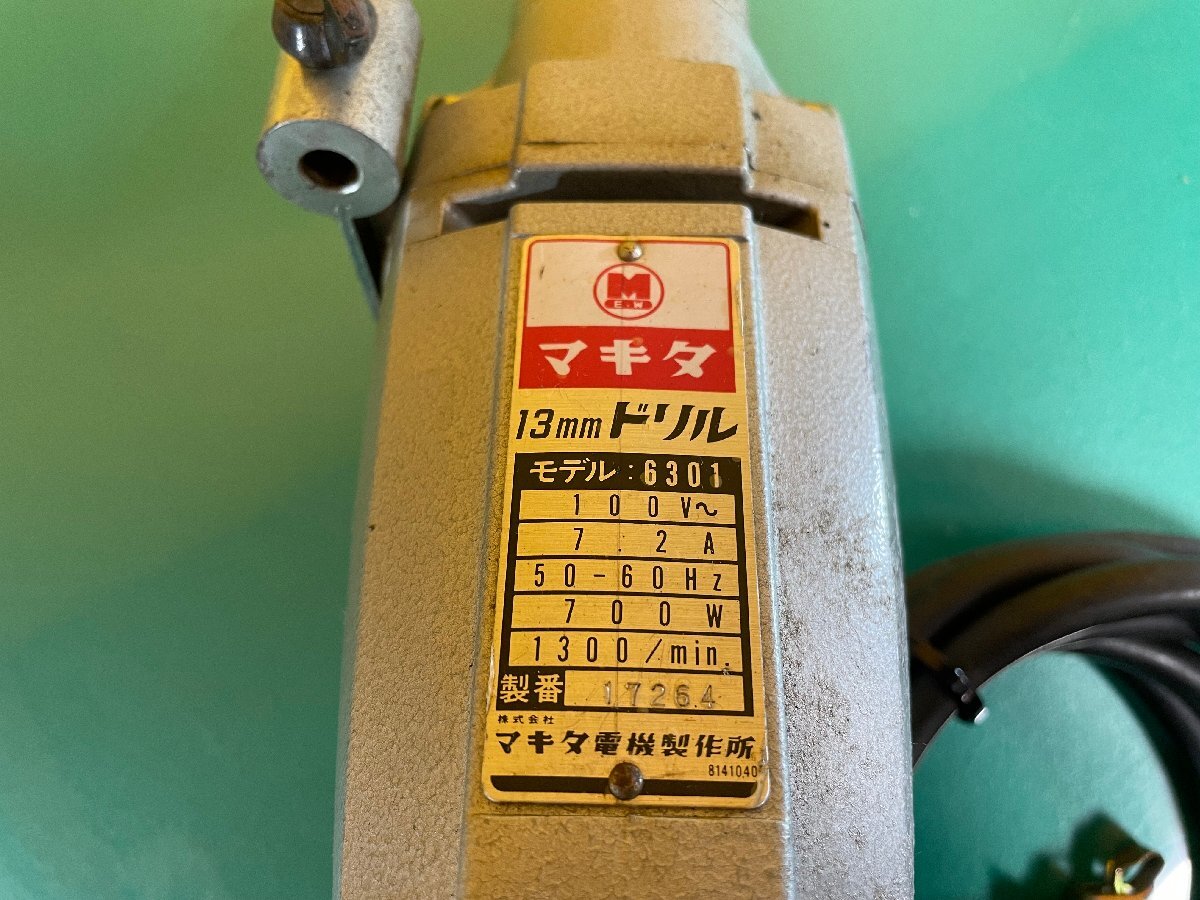 M
E.W
マキタ
13mm ドリル
モデル:6301
100V～
7.2A
50-60Hz
700W
1300/min.
製番 17264
株式会社
マキタ電機製作所
814104